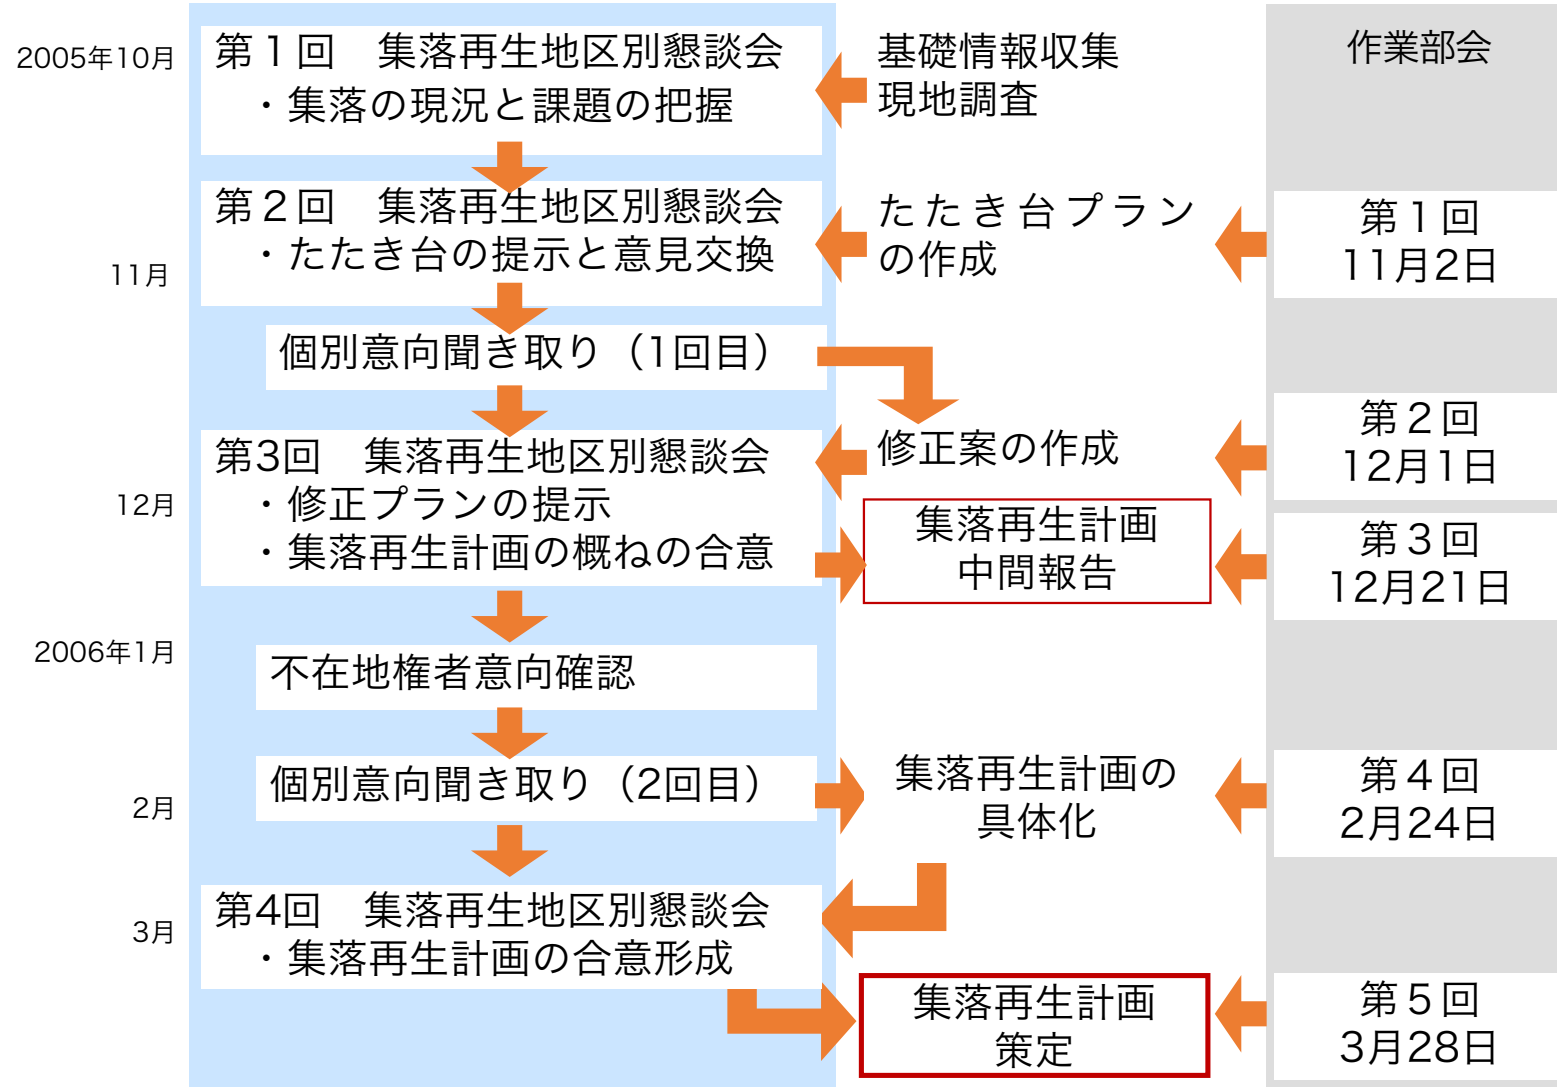 2005年10月
第１回　集落再生地区別懇談会
・集落の現況と課題の把握
基礎情報収集
現地調査
作業部会
11月
第２回　集落再生地区別懇談会
・たたき台の提示と意見交換
たたき台プラン
の作成
第１回
11月2日
個別意向聞き取り（1回目）
12月
第3回　集落再生地区別懇談会
・修正プランの提示
・集落再生計画の概ねの合意
修正案の作成
第２回
12月1日
集落再生計画
中間報告
第３回
12月21日
2006年1月
不在地権者意向確認
2月
個別意向聞き取り（2回目）
集落再生計画の
具体化
第４回
2月24日
3月
第4回　集落再生地区別懇談会
・集落再生計画の合意形成
集落再生計画
策定
第５回
3月28日